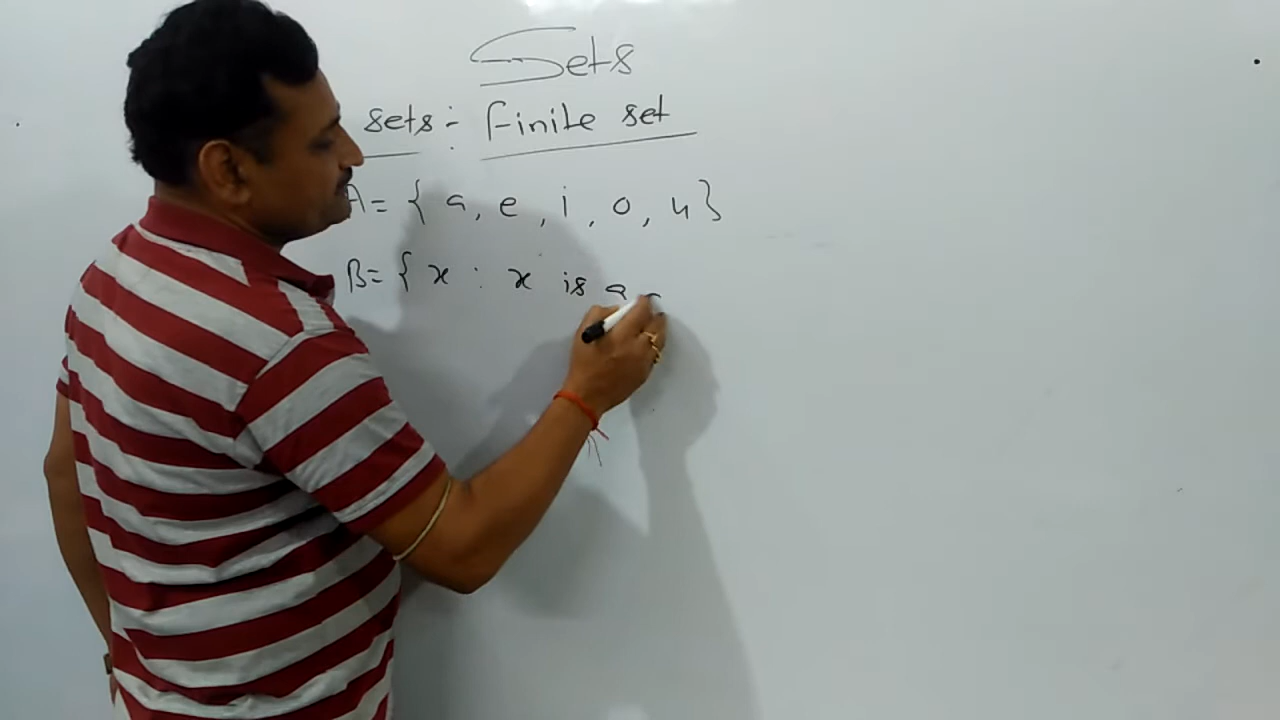 Sets
sets :- finite set
A = { a, e, i, o, u }
B = { x : x is a